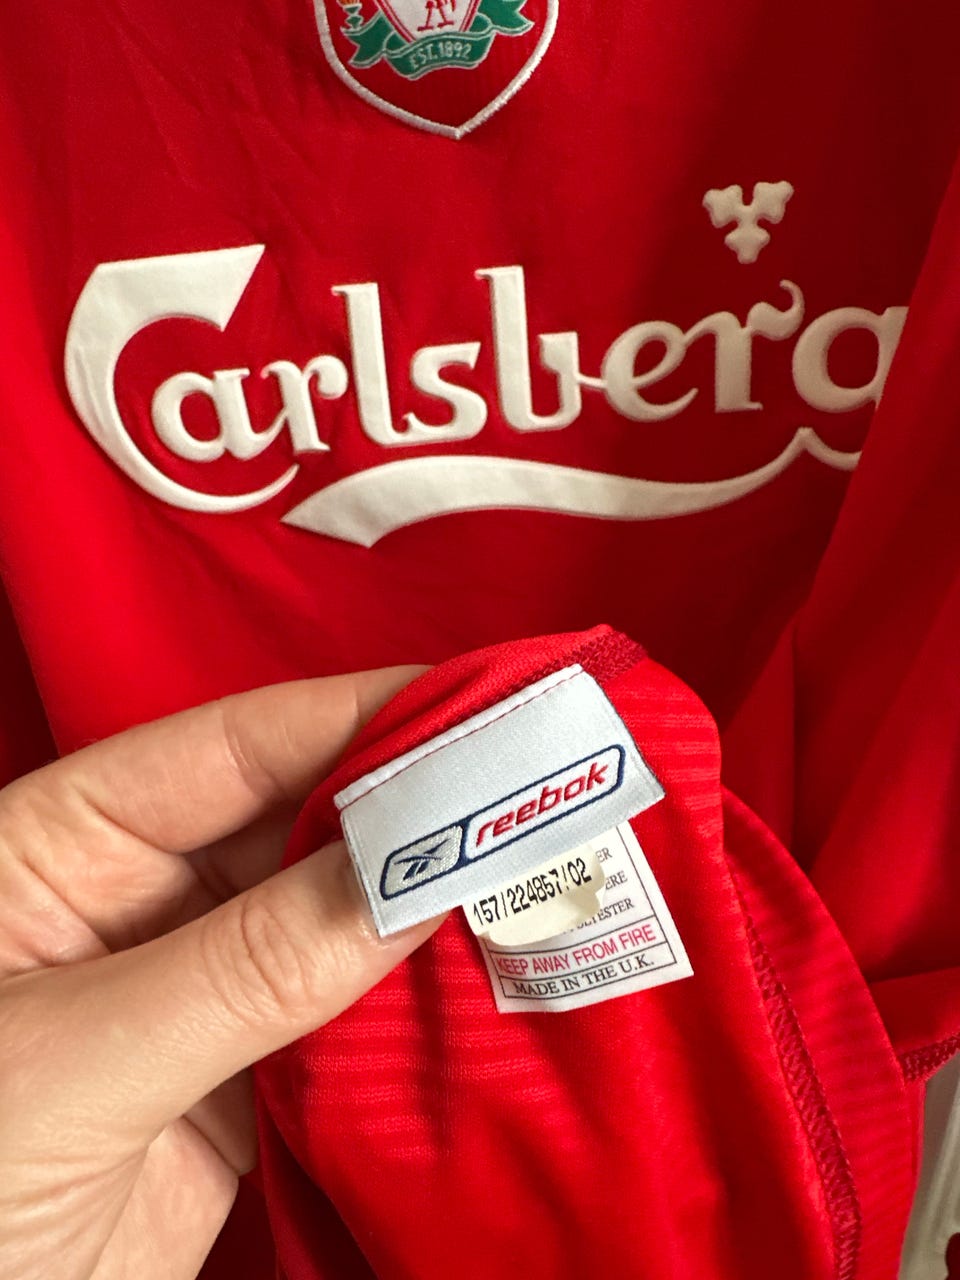 EST.1892
Carlsberg
reebok
157/224857/02
KEEP AWAY FROM FIRE
MADE IN THE U.K.